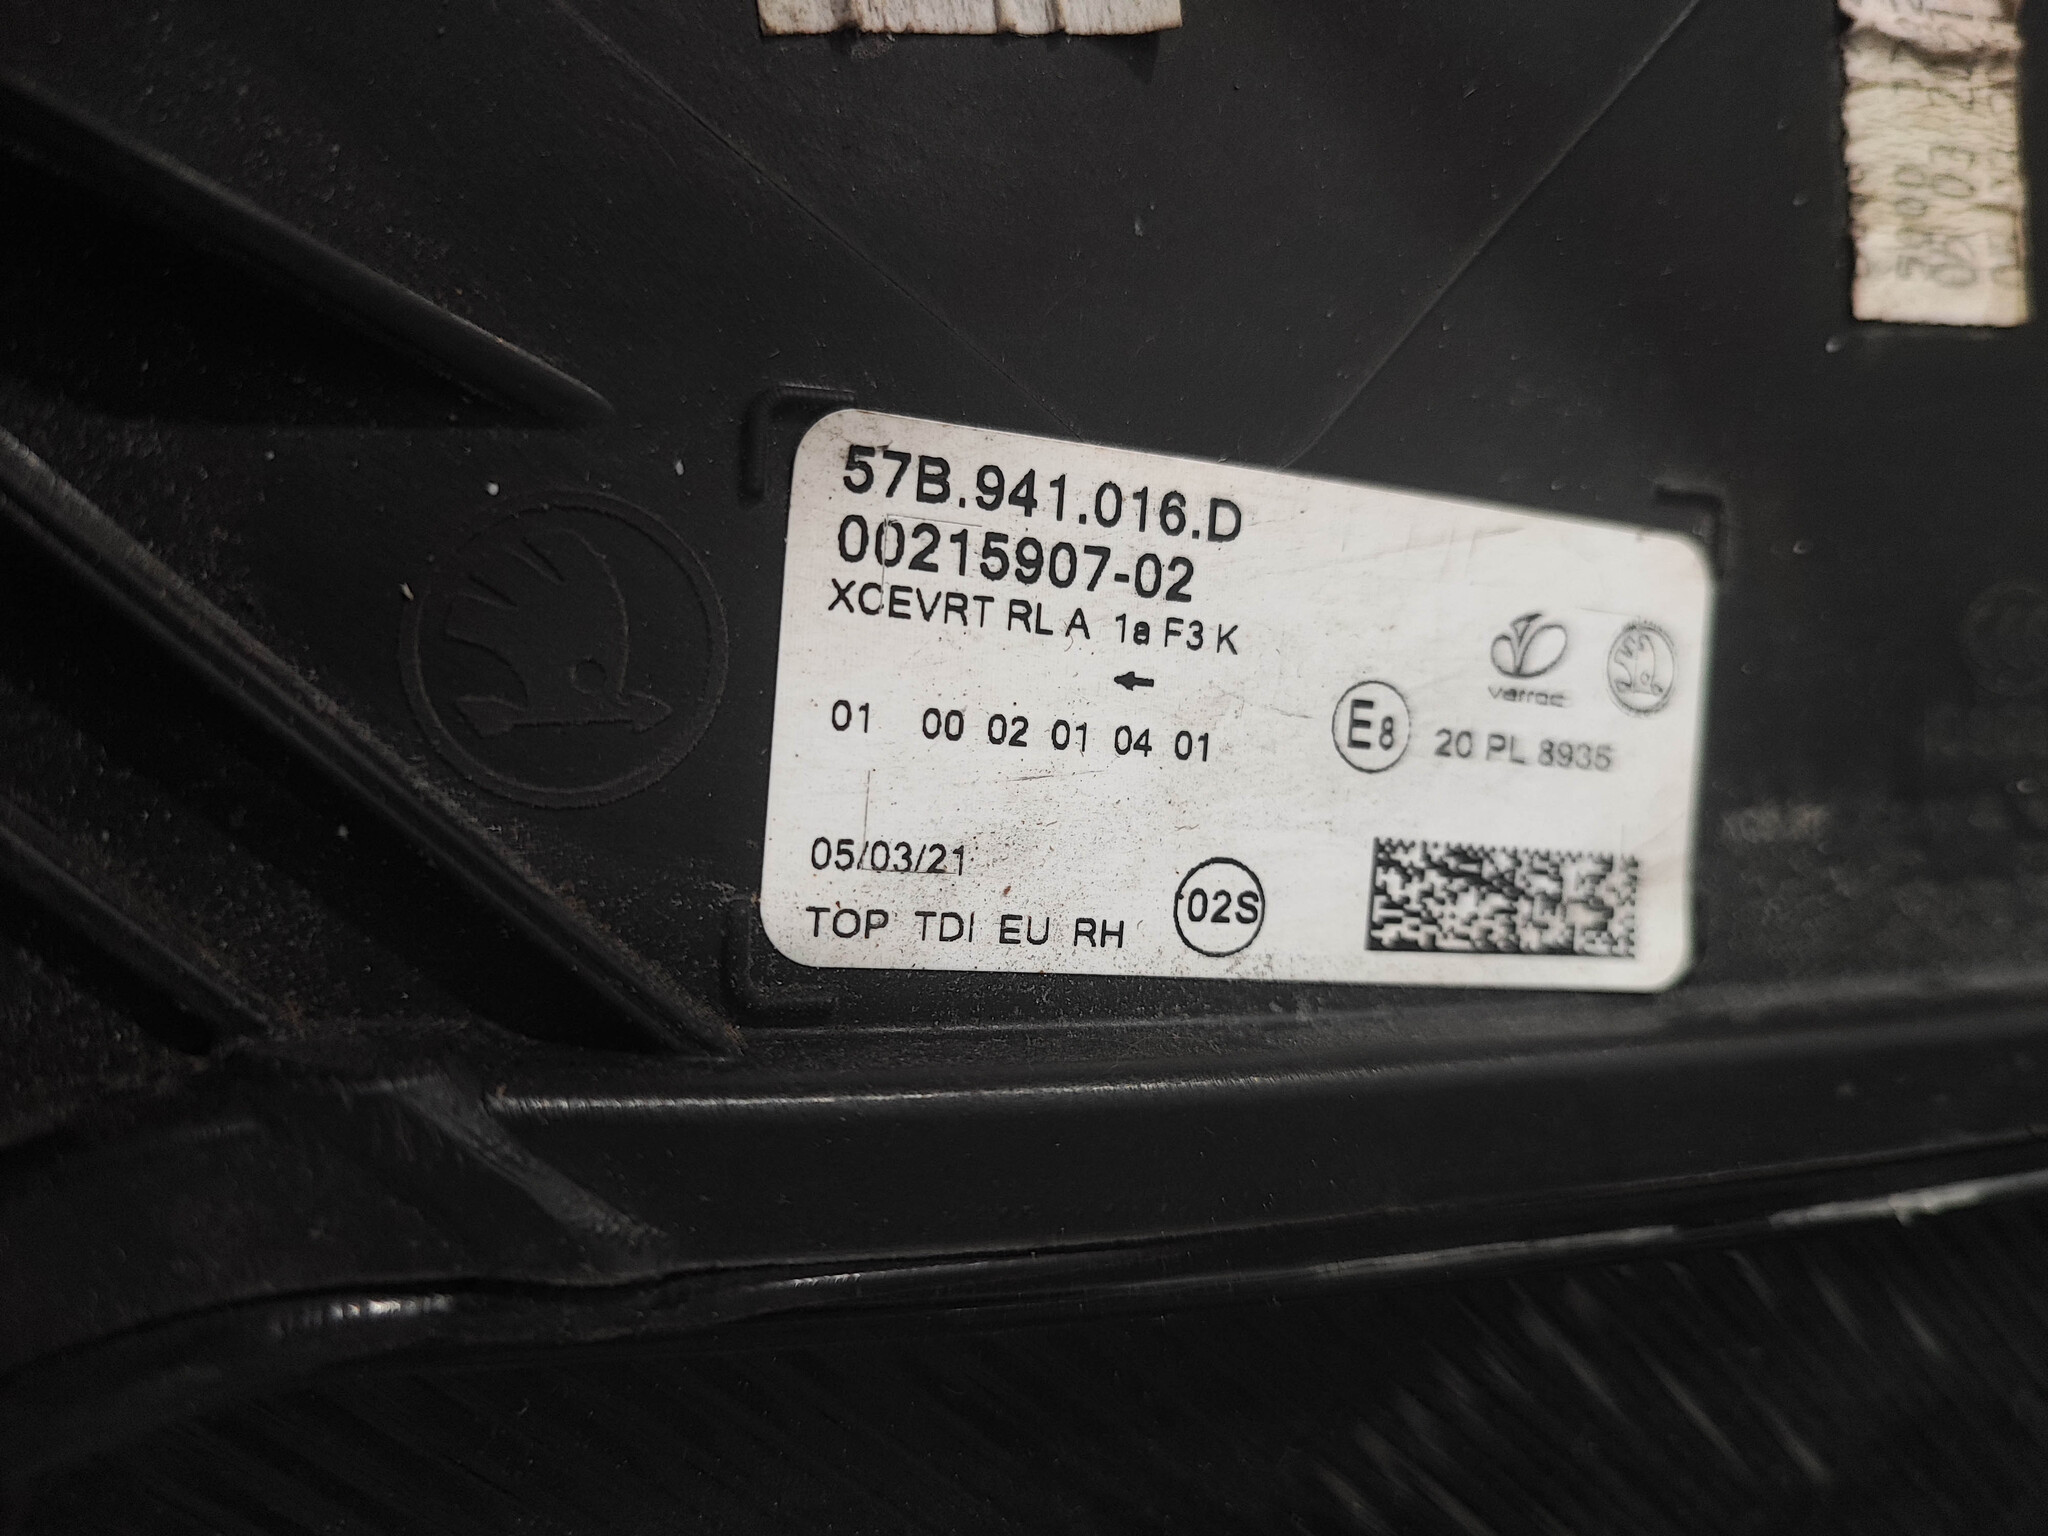 57B.941.016.D
00215907-02
XCEVRT RL A 1a F3 K
←
01 00 02 01 04 01
E8 20 PL 8935
varroc
05/03/21
TOP TDI EU RH
02S